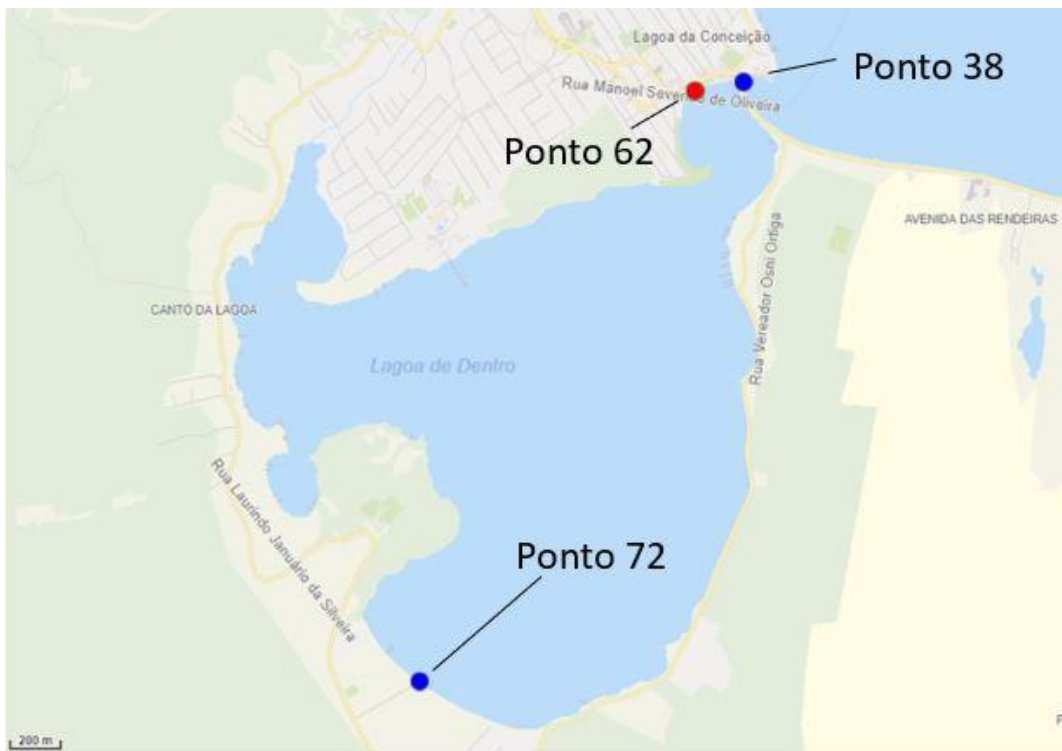 Lagoa da Conceição
Ponto 38
Rua Manoel Severino de Oliveira
Ponto 62
AVENIDA DAS RENDEIRAS
Rua Vereador Osni Ortiga
CANTO DA LAGOA
Lagoa de Dentro
Rua Laurindo Januário da Silveira
Ponto 72
200 m